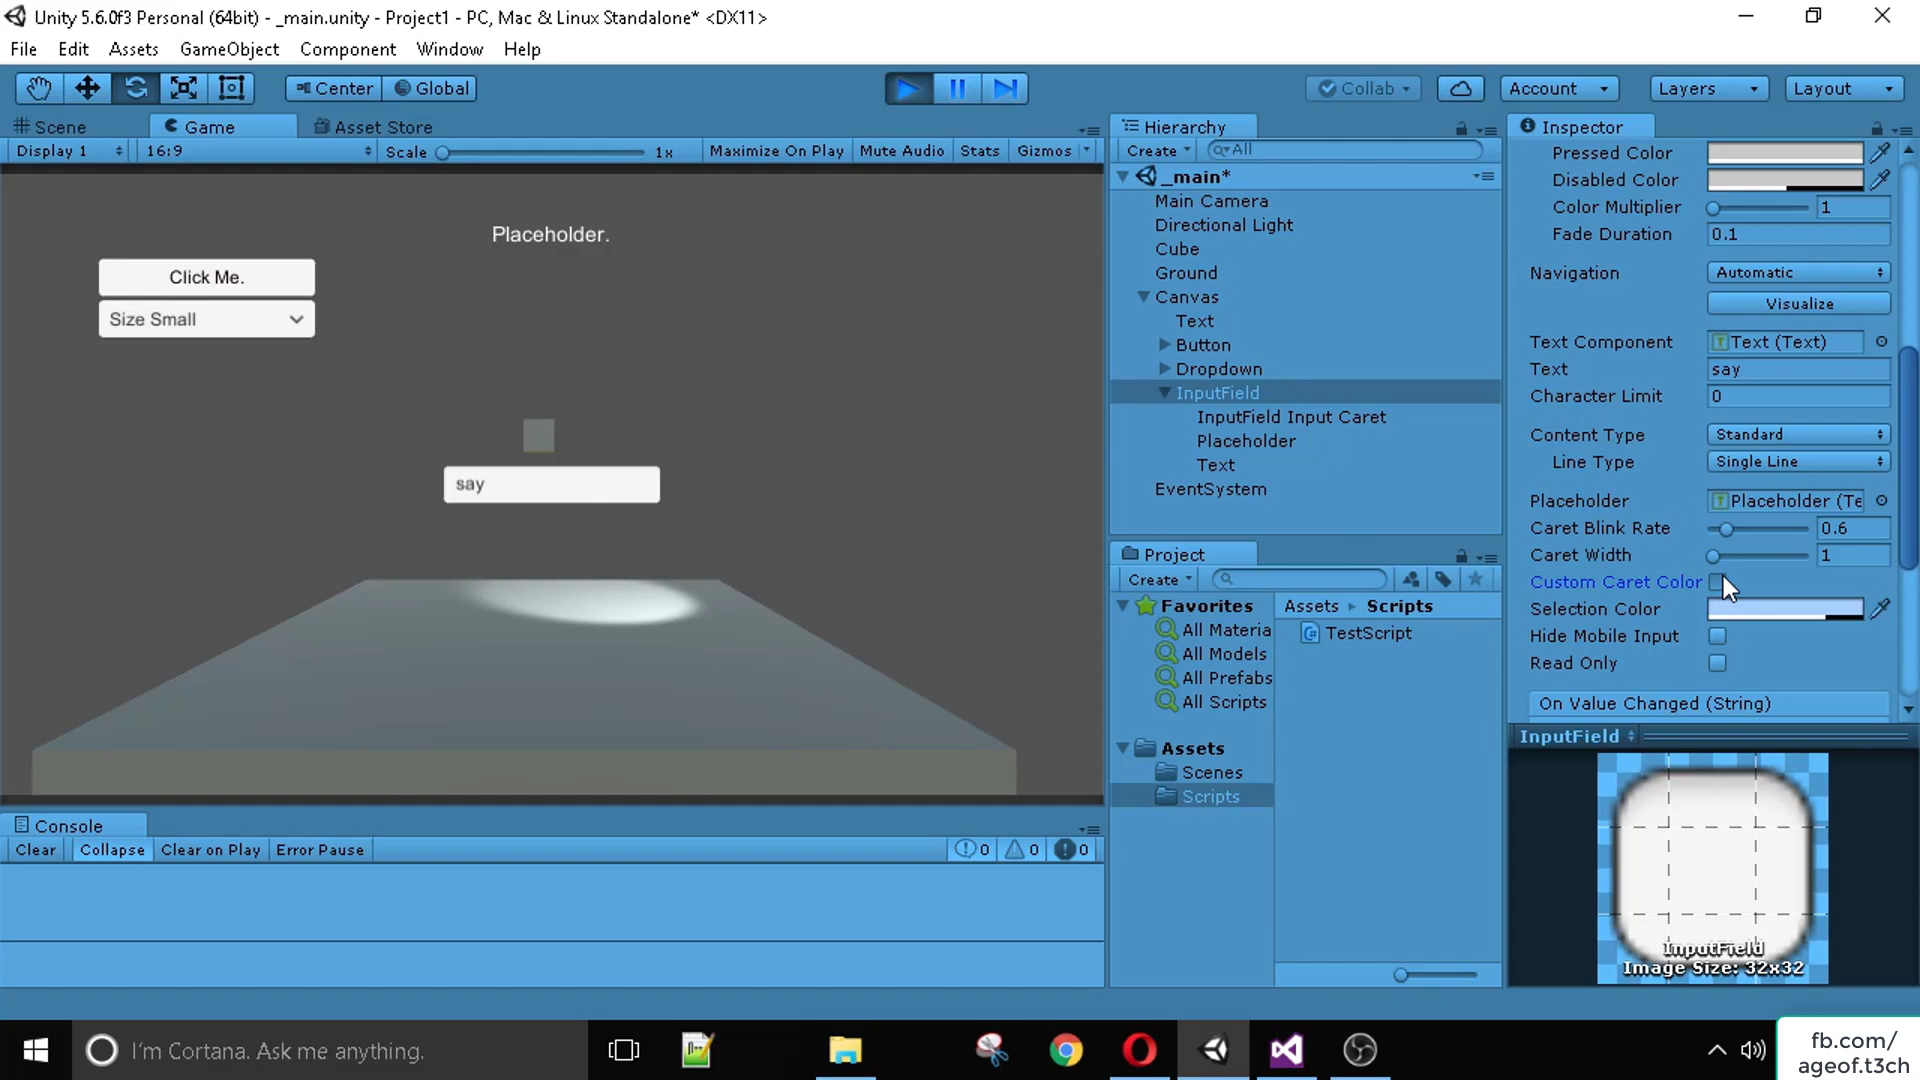 Unity 5.6.0f3 Personal (64bit) - _main.unity - Project1 - PC, Mac & Linux Standalone* <DX11>
File Edit Assets GameObject Component Window Help
Center Global Collab Account Layers Layout
Scene Game Asset Store
Display 1 16:9 Scale 1x Maximize On Play Mute Audio Stats Gizmos
Placeholder.
Click Me.
Size Small
say
Hierarchy
Create All
_main*
Main Camera
Directional Light
Cube
Ground
Canvas
Text
Button
Dropdown
InputField
InputField Input Caret
Placeholder
Text
EventSystem
Project
Create
Favorites
All Materia
All Models
All Prefabs
All Scripts
Assets
Scenes
Scripts
Assets Scripts
TestScript
Inspector
Pressed Color
Disabled Color
Color Multiplier 1
Fade Duration 0.1
Navigation Automatic
Visualize
Text Component Text (Text)
Text say
Character Limit 0
Content Type Standard
Line Type Single Line
Placeholder Placeholder (Te
Caret Blink Rate 0.6
Caret Width 1
Custom Caret Color
Selection Color
Hide Mobile Input
Read Only
On Value Changed (String)
InputField
InputField
Image Size: 32x32
Console
Clear Collapse Clear on Play Error Pause 0 0 0
I'm Cortana. Ask me anything.
fb.com/
ageof.t3ch